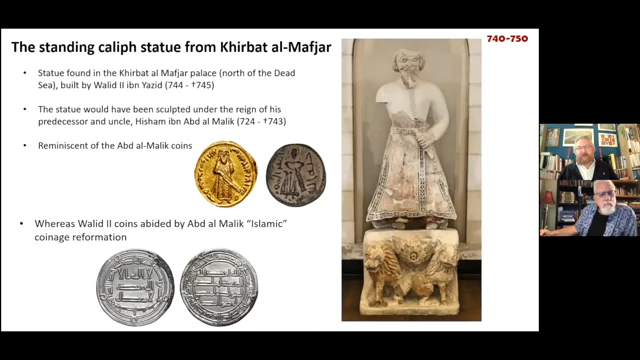 The standing caliph statue from Khirbat al-Mafjar
740-750
• Statue found in the Khirbat al Mafjar palace (north of the Dead
Sea), built by Walid II ibn Yazid (744 - †745)
• The statue would have been sculpted under the reign of his
predecessor and uncle, Hisham ibn Abd al Malik (724 - †743)
• Reminiscent of the Abd al-Malik coins
• Whereas Walid II coins abided by Abd al Malik “Islamic”
coinage reformation